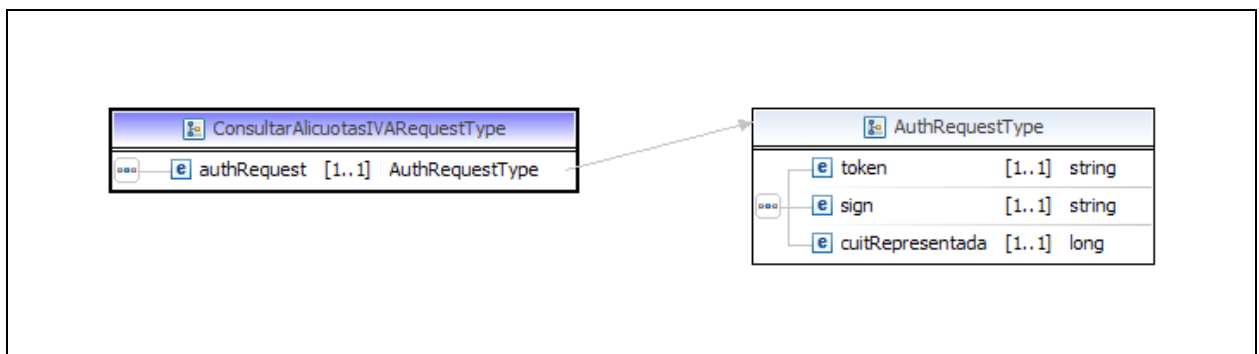 ConsultarAlicuotasIVARequestType
e authRequest [1..1] AuthRequestType
AuthRequestType
e token [1..1] string
e sign [1..1] string
e cuitRepresentada [1..1] long